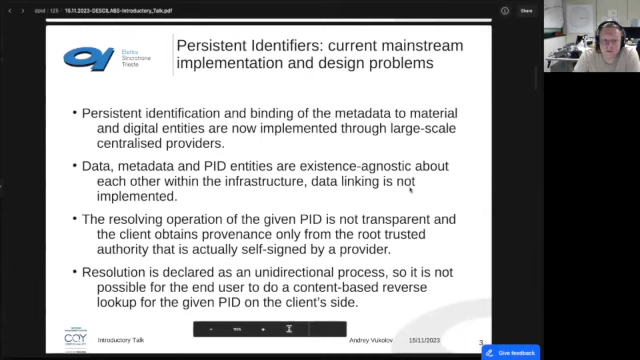 dpid > 125 > 15.11.2023-DESCILABS-Introductory_Talk.pdf
Share
Elettra
Sincrotrone
Trieste
Persistent Identifiers: current mainstream
implementation and design problems
• Persistent identification and binding of the metadata to material
and digital entities are now implemented through large-scale
centralised providers.
• Data, metadata and PID entities are existence-agnostic about
each other within the infrastructure, data linking is not
implemented.
• The resolving operation of the given PID is not transparent and
the client obtains provenance only from the root trusted
authority that is actually self-signed by a provider.
• Resolution is declared as an unidirectional process, so it is not
possible for the end user to do a content-based reverse
lookup for the given PID on the client's side.
Introductory Talk
Andrey Vukolov
15/11/2023
3
Give feedback